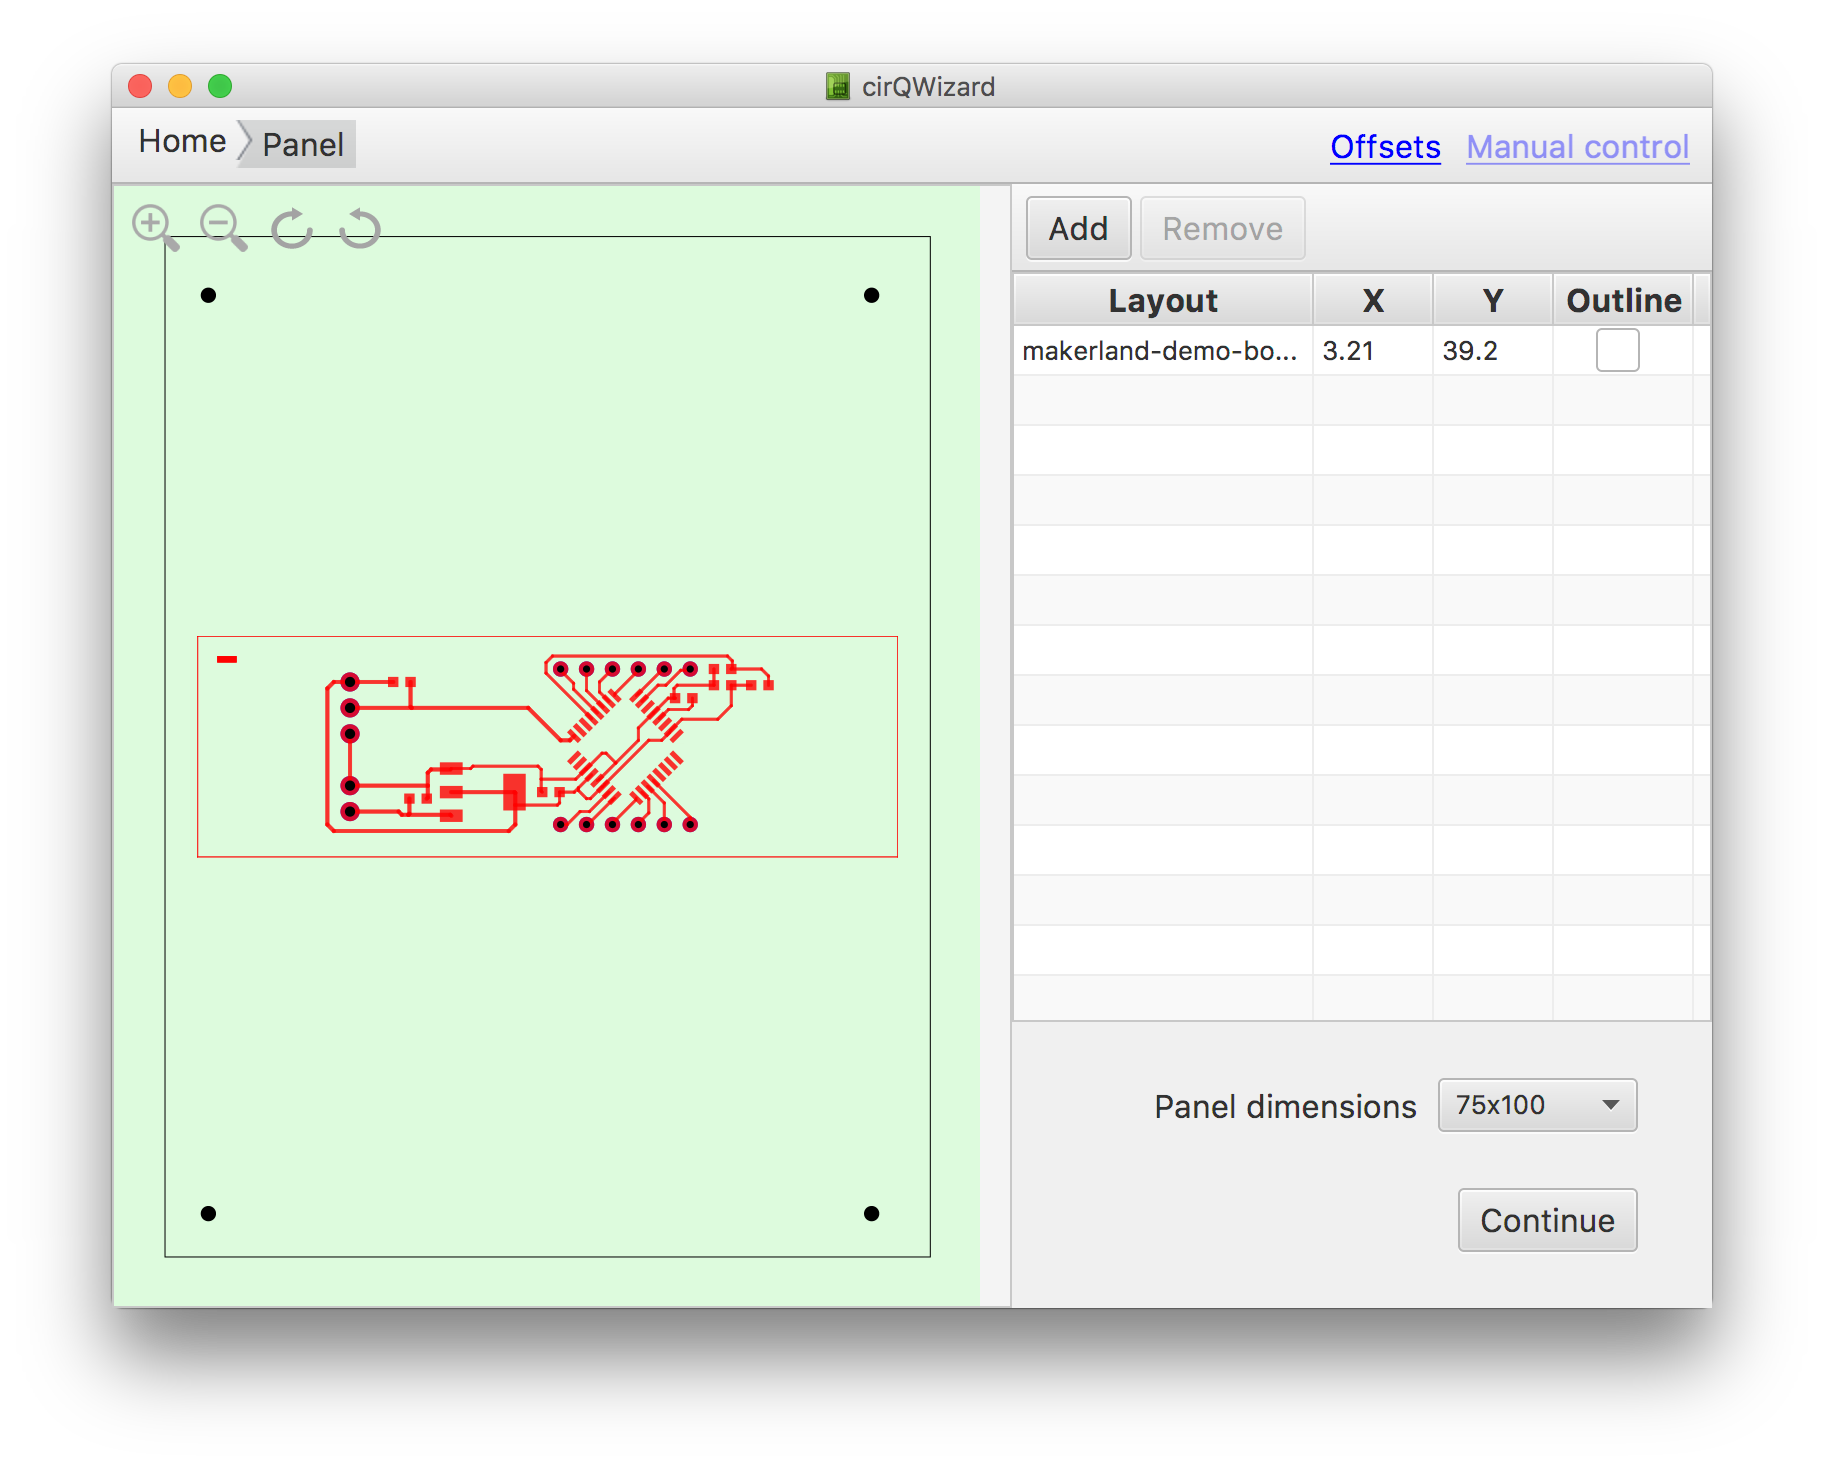 cirQWizard
Home Panel Offsets Manual control
Add Remove
Layout X Y Outline
makerland-demo-bo... 3.21 39.2
Panel dimensions 75x100
Continue